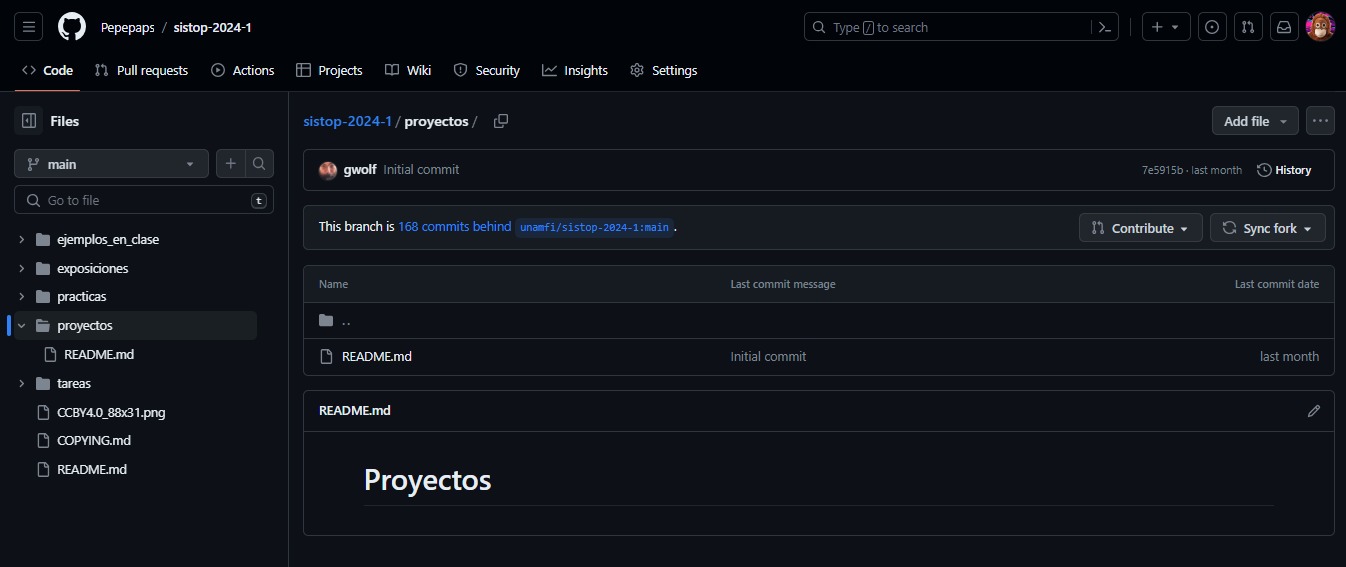 Pepepaps / sistop-2024-1
Type / to search
Code
Pull requests
Actions
Projects
Wiki
Security
Insights
Settings
Files
main
Go to file
t
ejemplos_en_clase
exposiciones
practicas
proyectos
README.md
tareas
CCBY4.0_88x31.png
COPYING.md
README.md
sistop-2024-1 / proyectos /
Add file
gwolf Initial commit
7e5915b · last month
History
This branch is 168 commits behind unamfi/sistop-2024-1:main .
Contribute
Sync fork
Name Last commit message Last commit date
..
README.md Initial commit last month
README.md
Proyectos